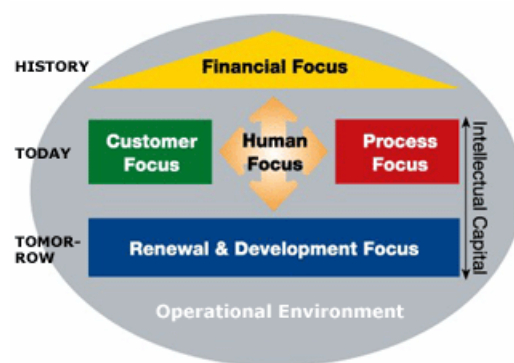 HISTORY
Financial Focus
TODAY
Customer
Focus
Human
Focus
Process
Focus
Intellectual Capital
TOMOR-
ROW
Renewal & Development Focus
Operational Environment